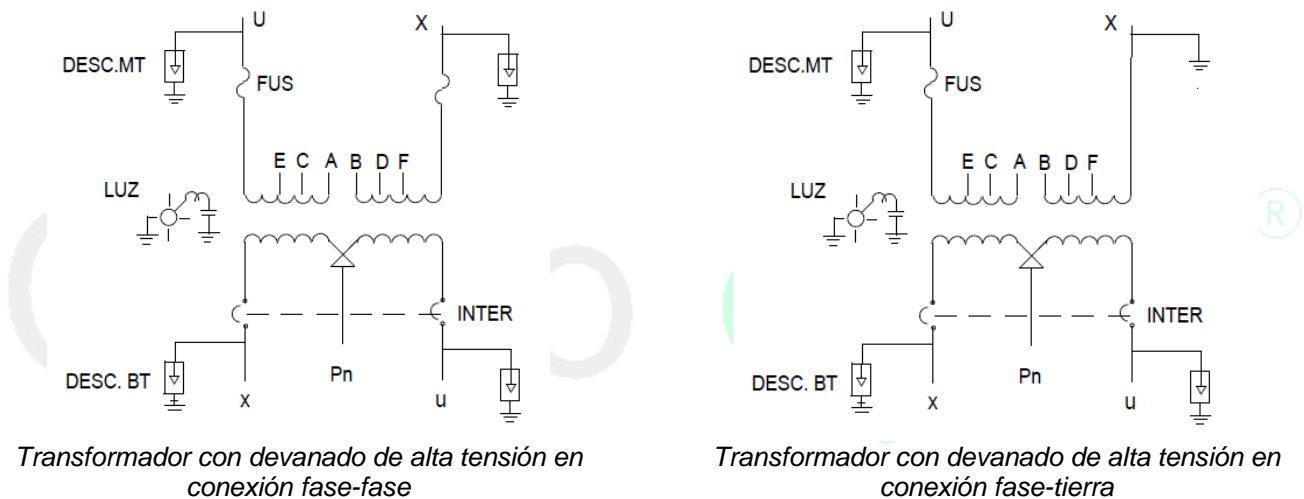 U
X
DESC.MT
FUS
E C A B D F
LUZ
INTER
DESC. BT
Pn
x
u
Transformador con devanado de alta tensión en
conexión fase-fase
U
X
DESC.MT
FUS
E C A B D F
LUZ
INTER
DESC. BT
Pn
x
u
Transformador con devanado de alta tensión en
conexión fase-tierra
R